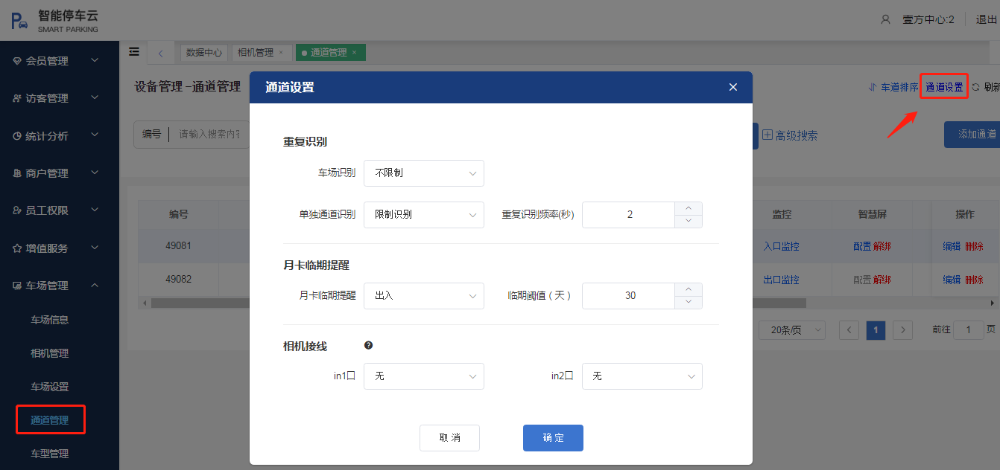 智能停车云
SMART PARKING
壹方中心:2
退出
会员管理
访客管理
统计分析
商户管理
员工权限
增值服务
车场管理
车场信息
相机管理
车场设置
通道管理
车型管理
数据中心
相机管理 ×
通道管理 ×
设备管理 -通道管理
车道排序
通道设置
刷新
编号
请输入搜索内容
高级搜索
添加通道
编号 监控 智慧屏 操作
49081 入口监控 配置 解绑 编辑 删除
49082 出口监控 配置 解绑 编辑 删除
20条/页
1
前往 1 页
通道设置
重复识别
车场识别 不限制
单独通道识别 限制识别 重复识别频率(秒) 2
月卡临期提醒
月卡临期提醒 出入 临期阈值（天） 30
相机接线
in1口 无 in2口 无
取 消 确 定